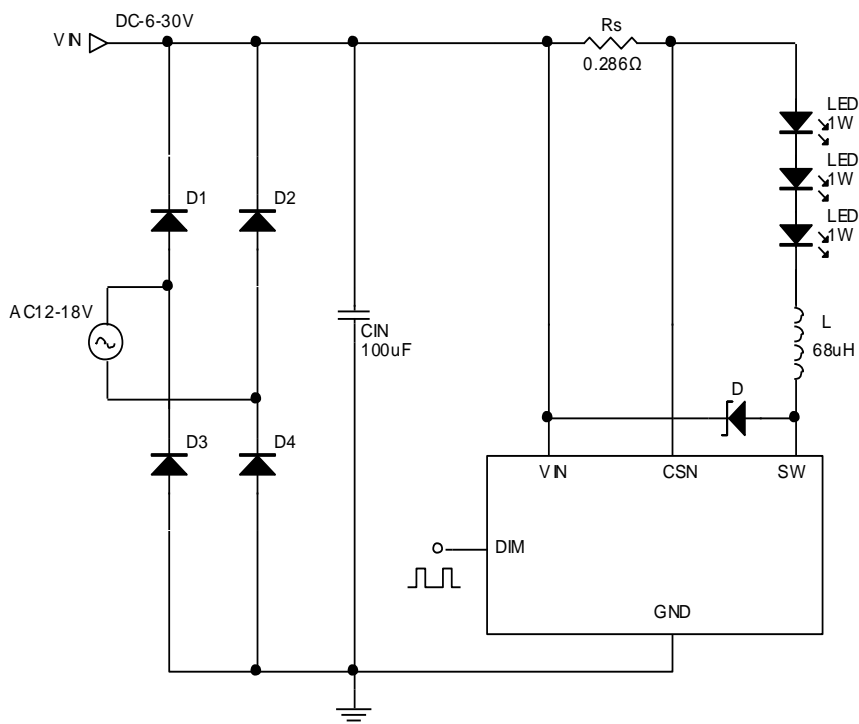 DC-6-30V
VIN
Rs
0.286Ω
LED
1W
LED
1W
LED
1W
D1
D2
AC12-18V
CIN
100uF
L
68uH
D
D3
D4
VIN
CSN
SW
DIM
GND